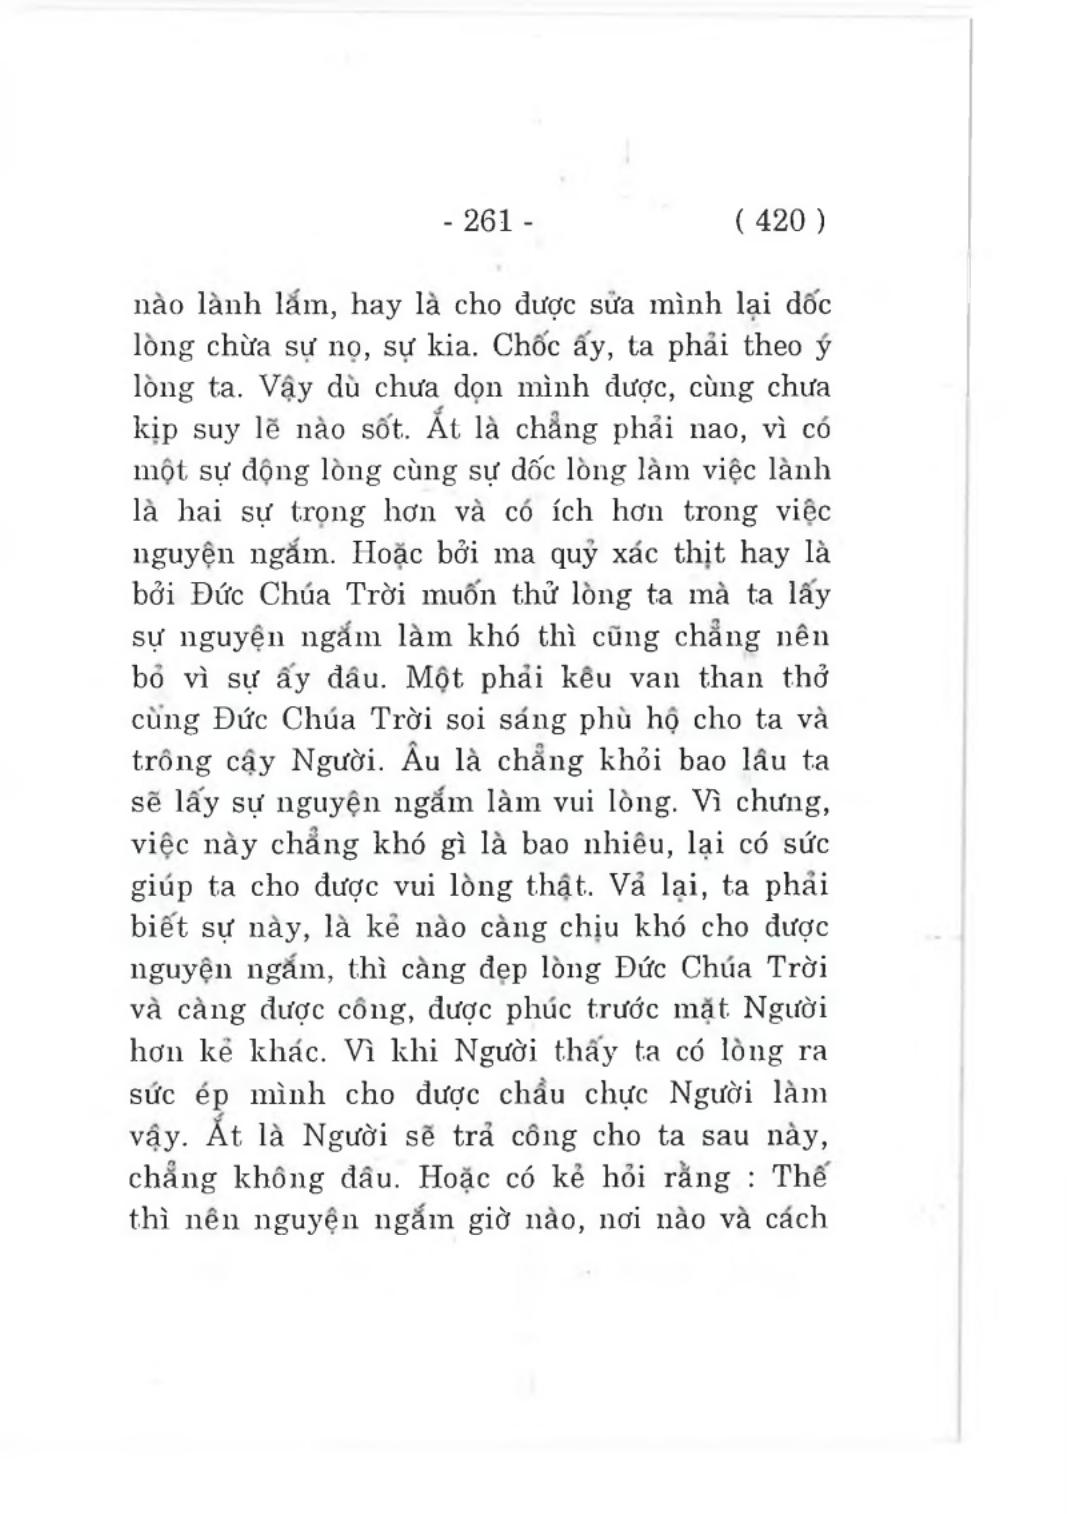 - 261 - ( 420 )
nào lành lắm, hay là cho được sửa mình lại dốc
lòng chừa sự nọ, sự kia. Chốc ấy, ta phải theo ý
lòng ta. Vậy dù chưa dọn mình được, cùng chưa
kịp suy lẽ nào sốt. Ắt là chẳng phải nao, vì có
một sự động lòng cùng sự dốc lòng làm việc lành
là hai sự trọng hơn và có ích hơn trong việc
nguyện ngắm. Hoặc bởi ma quỷ xác thịt hay là
bởi Đức Chúa Trời muốn thử lòng ta mà ta lấy
sự nguyện ngắm làm khó thì cũng chẳng nên
bỏ vì sự ấy đâu. Một phải kêu van than thở
cùng Đức Chúa Trời soi sáng phù hộ cho ta và
trông cậy Người. Âu là chẳng khỏi bao lâu ta
sẽ lấy sự nguyện ngắm làm vui lòng. Vì chưng,
việc này chẳng khó gì là bao nhiêu, lại có sức
giúp ta cho được vui lòng thật. Vả lại, ta phải
biết sự này, là kẻ nào càng chịu khó cho được
nguyện ngắm, thì càng đẹp lòng Đức Chúa Trời
và càng được công, được phúc trước mặt Người
hơn kẻ khác. Vì khi Người thấy ta có lòng ra
sức ép mình cho được chầu chực Người làm
vậy. Ắt là Người sẽ trả công cho ta sau này,
chẳng không đâu. Hoặc có kẻ hỏi rằng : Thế
thì nên nguyện ngắm giờ nào, nơi nào và cách